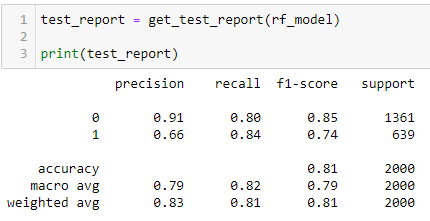 1 test_report = get_test_report(rf_model)
2
3 print(test_report)
precision recall f1-score support
0 0.91 0.80 0.85 1361
1 0.66 0.84 0.74 639
accuracy 0.81 2000
macro avg 0.79 0.82 0.79 2000
weighted avg 0.83 0.81 0.81 2000